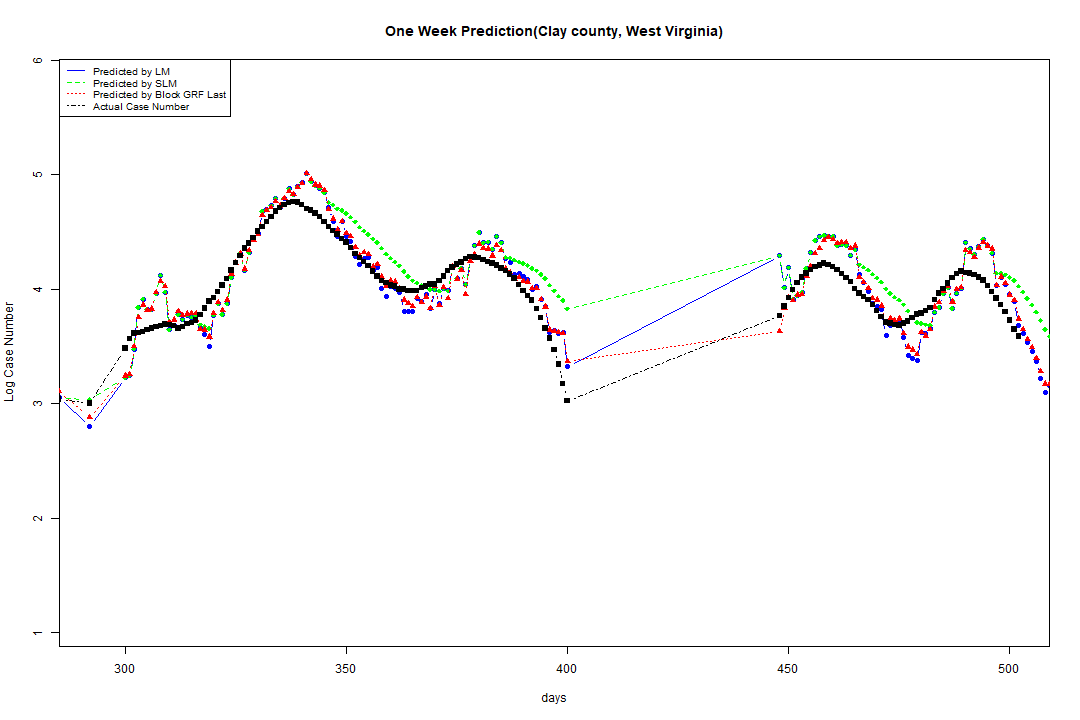 One Week Prediction(Clay county, West Virginia)
Predicted by LM
Predicted by SLM
Predicted by Block GRF Last
Actual Case Number
Log Case Number
6
5
4
3
2
1
300 350 400 450 500
days